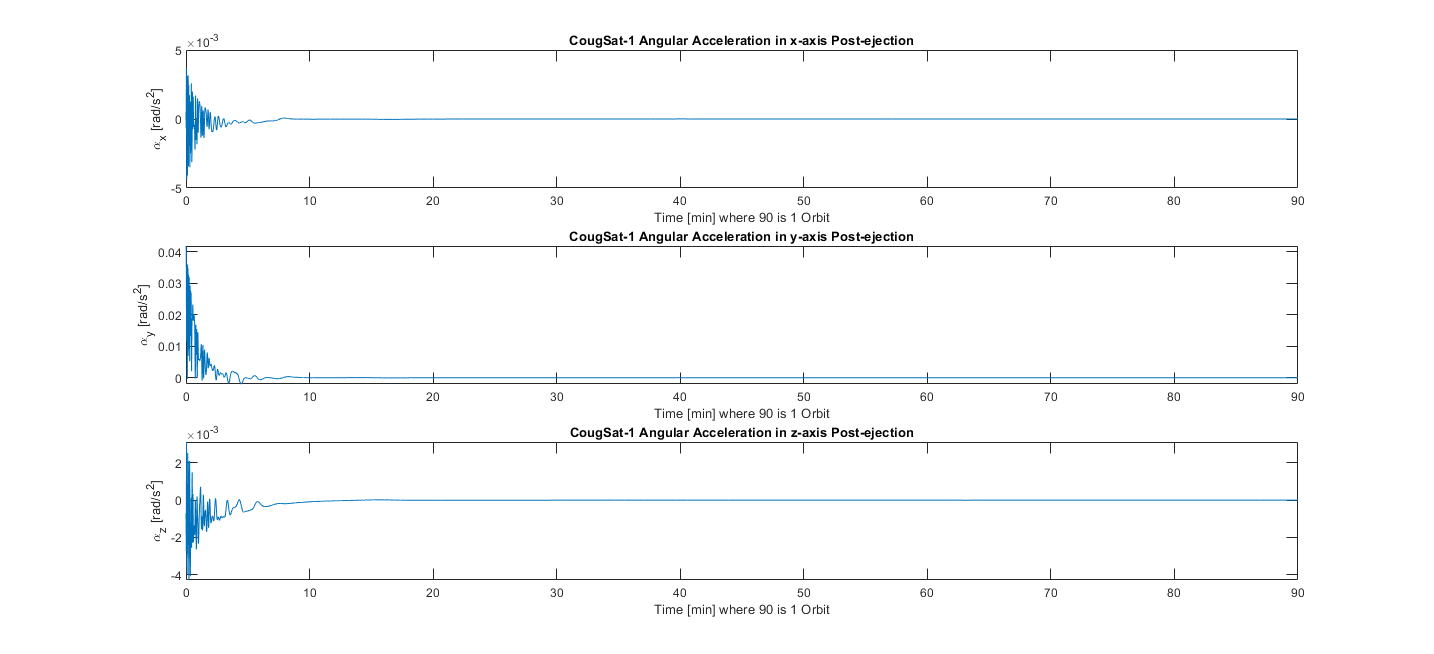 CougSat-1 Angular Acceleration in x-axis Post-ejection
×10⁻³
5
0
-5
αx [rad/s²]
0 10 20 30 40 50 60 70 80 90
Time [min] where 90 is 1 Orbit
CougSat-1 Angular Acceleration in y-axis Post-ejection
0.04
0.03
0.02
0.01
0
αy [rad/s²]
0 10 20 30 40 50 60 70 80 90
Time [min] where 90 is 1 Orbit
CougSat-1 Angular Acceleration in z-axis Post-ejection
×10⁻³
2
0
-2
-4
αz [rad/s²]
0 10 20 30 40 50 60 70 80 90
Time [min] where 90 is 1 Orbit